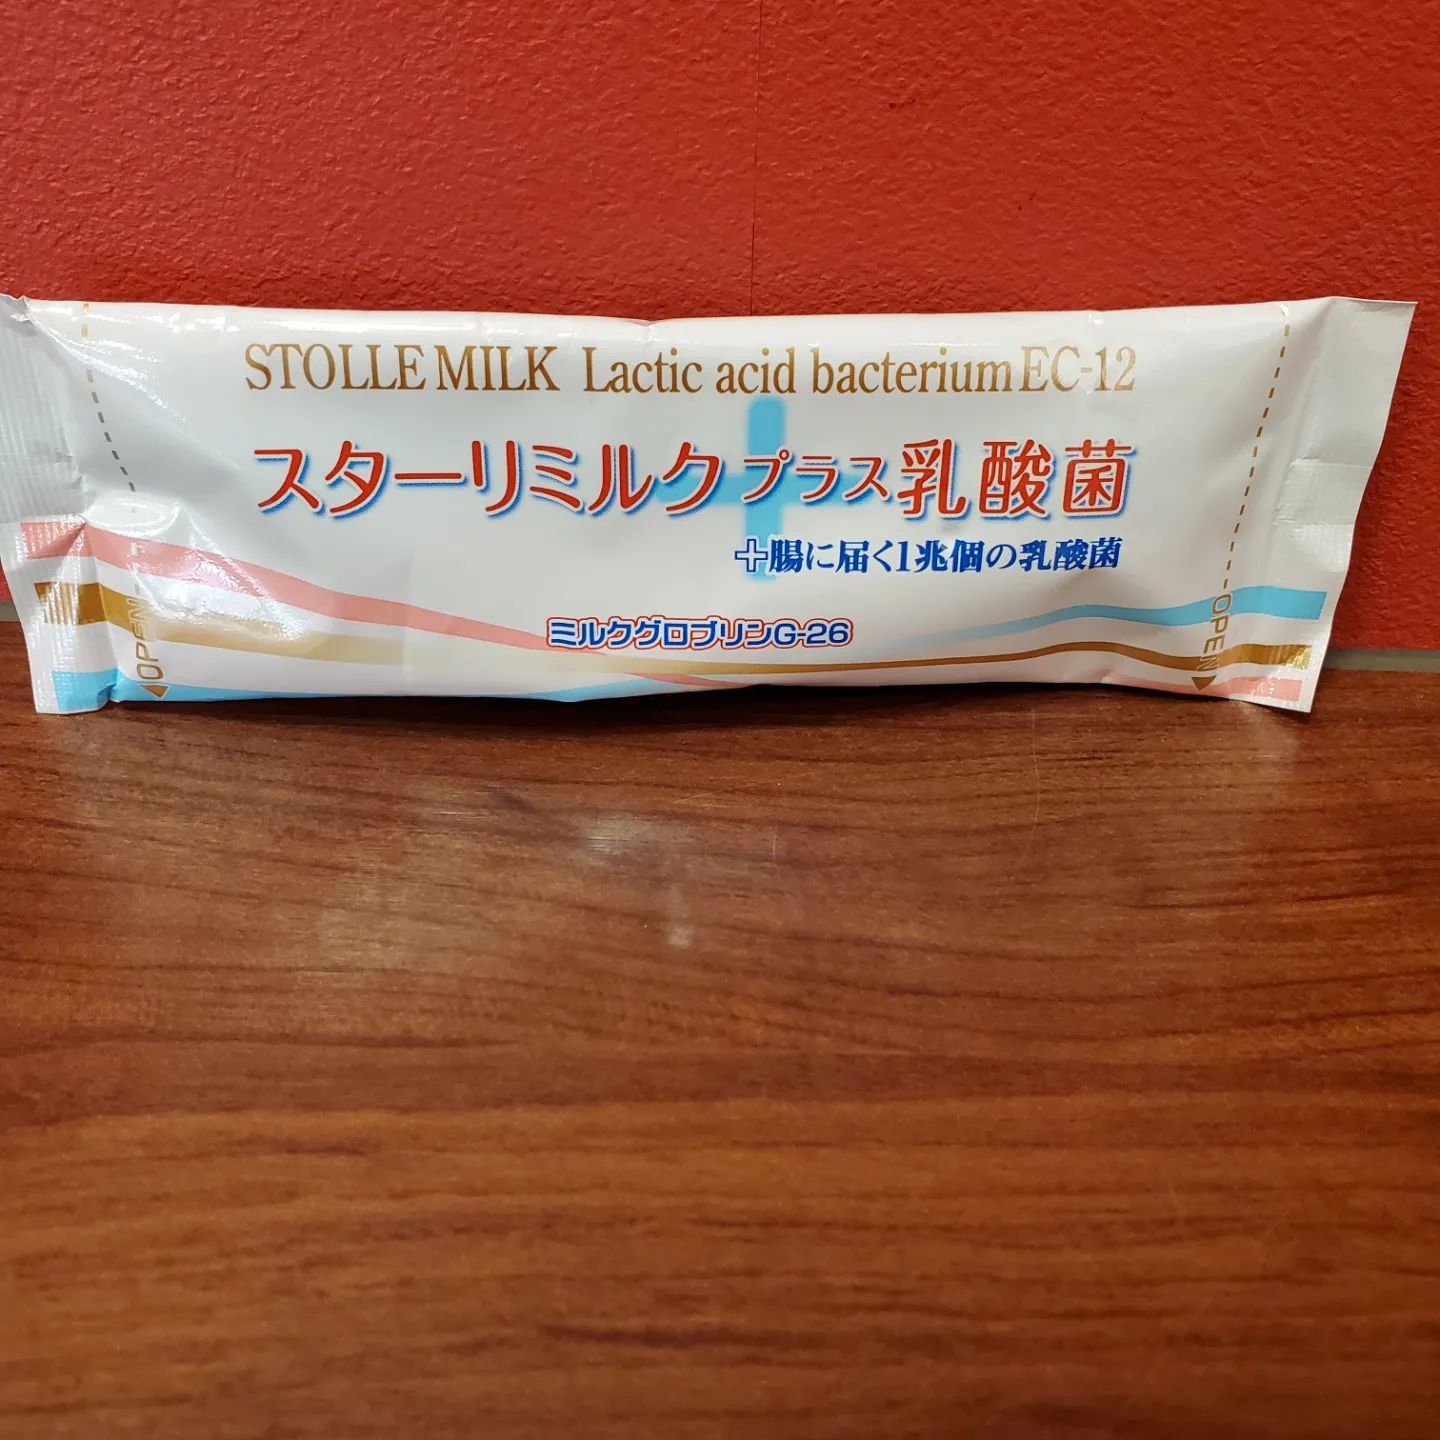 STOLLE MILK Lactic acid bacterium EC-12
スターリミルクプラス乳酸菌
+腸に届く1兆個の乳酸菌
ミルクグロブリンG-26
OPEN
OPEN